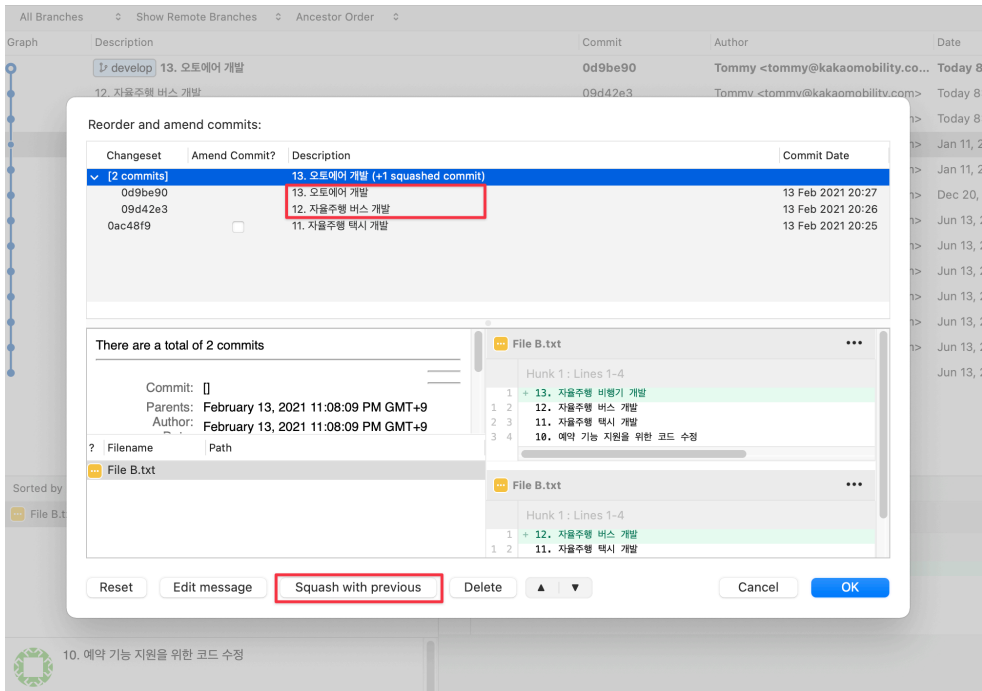 All Branches Show Remote Branches Ancestor Order
Graph Description Commit Author Date
develop 13. 오토에어 개발 0d9be90 Tommy <tommy@kakaomobility.co... Today 8
12. 자율주행 버스 개발 09d42e3 Tommy <tommy@kakaomobility.com> Today 8
Reorder and amend commits:
n> Today 8
Changeset Amend Commit? Description Commit Date
n> Jan 11, 2
[2 commits] 13. 오토에어 개발 (+1 squashed commit)
n> Jan 11, 2
0d9be90 13. 오토에어 개발 13 Feb 2021 20:27
n> Dec 20,
09d42e3 12. 자율주행 버스 개발 13 Feb 2021 20:26
n> Jun 13, 2
0ac48f9 11. 자율주행 택시 개발 13 Feb 2021 20:25
n> Jun 13, 2
n> Jun 13, 2
n> Jun 13, 2
n> Jun 13, 2
n> Jun 13, 2
Jun 13, 2
There are a total of 2 commits
Commit: []
Parents: February 13, 2021 11:08:09 PM GMT+9
Author: February 13, 2021 11:08:09 PM GMT+9
? Filename Path
File B.txt
File B.txt •••
Hunk 1 : Lines 1-4
1 + 13. 자율주행 비행기 개발
1 2 12. 자율주행 버스 개발
2 3 11. 자율주행 택시 개발
3 4 10. 예약 기능 지원을 위한 코드 수정
File B.txt •••
Hunk 1 : Lines 1-4
1 + 12. 자율주행 버스 개발
1 2 11. 자율주행 택시 개발
Sorted by
File B.t
Reset Edit message Squash with previous Delete Cancel OK
10. 예약 기능 지원을 위한 코드 수정